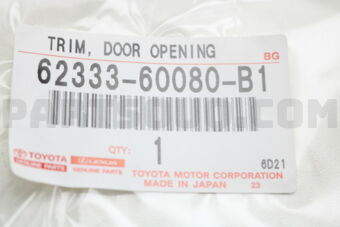 TRIM, DOOR OPENING
BG
62333-60080-B1
QTY:
1
6D21
TOYOTA
GENUINE PARTS
LEXUS
GENUINE PARTS
TOYOTA MOTOR CORPORATION
MADE IN JAPAN 23